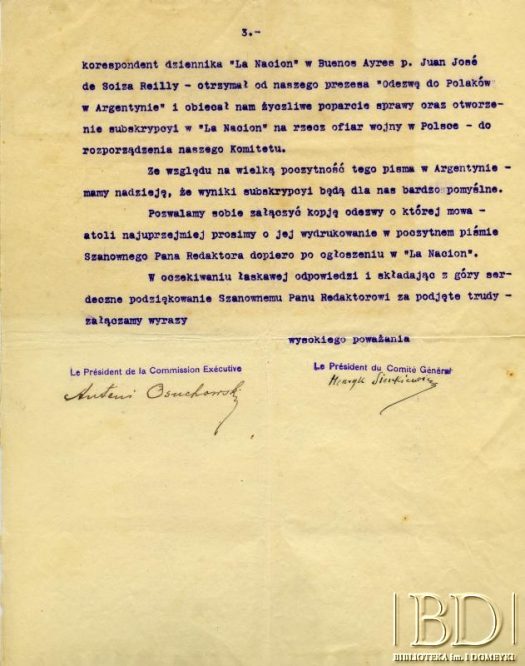 3.-
korespondent dziennika "La Nacion" w Buenos Ayres p. Juan José
de Soiza Reilly - otrzymał od naszego prezesa "Odezwę do Polaków
w Argentynie" i obiecał nam życzliwe poparcie sprawy oraz otworze-
nie subskrypcyi w "La Nacion" na rzecz ofiar wojny w Polsce - do
rozporządzenia naszego Komitetu.
Ze względu na wielką poczytność tego pisma w Argentynie -
mamy nadzieję, że wyniki subskrypcyi będą dla nas bardzo pomyślne.
Pozwalamy sobie załączyć kopję odezwy o której mowa -
atoli najuprzejmiej prosimy o jej wydrukowanie w poczytnem piśmie
Szanownego Pana Redaktora dopiero po ogłoszeniu w "La Nacion".
W oczekiwaniu łaskawej odpowiedzi i składając z góry ser-
deczne podziękowanie Szanownemu Panu Redaktorowi za podjęte trudy -
załączamy wyrazy
wysokiego poważania
Le Président de la Commission Exécutive
Antoni Osuchowski
Le Président du Comité Général
Henryk Sienkiewicz
|BD|
BIBLIOTEKA im. I DOMEYKI